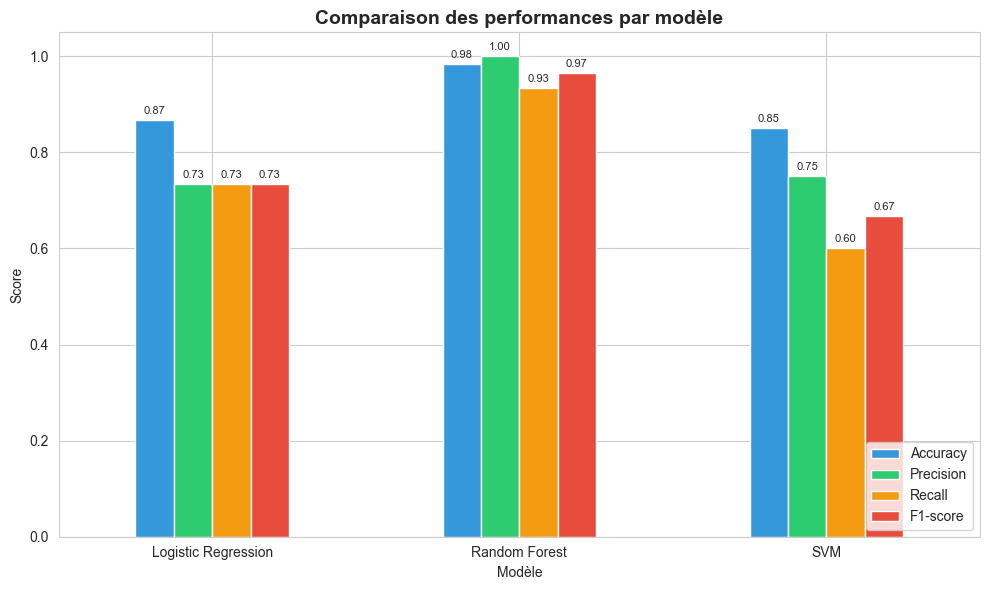 Comparaison des performances par modèle
Score
1.0
0.8
0.6
0.4
0.2
0.0
0.87
0.73
0.73
0.73
0.98
1.00
0.93
0.97
0.85
0.75
0.60
0.67
Accuracy
Precision
Recall
F1-score
Logistic Regression
Random Forest
SVM
Modèle